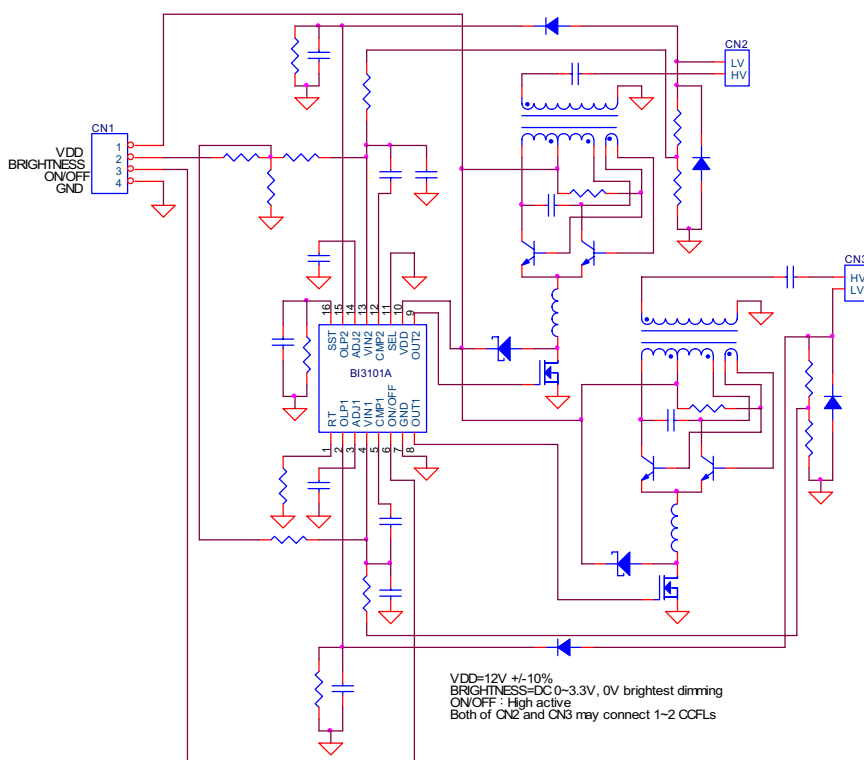 CN2
LV
HV
CN1
VDD 1
BRIGHTNESS 2
ON/OFF 3
GND 4
CN3
HV
LV
16 15 14 13 12 11 10 9
SST OLP2 ADJ2 VIN2 CMP2 SEL VDD OUT2
BI3101A
RT OLP1 ADJ1 VIN1 CMP1 ON/OFF GND OUT1
1 2 3 4 5 6 7 8
VDD=12V +/-10%
BRIGHTNESS=DC 0~3.3V, 0V brightest dimming
ON/OFF : High active
Both of CN2 and CN3 may connect 1~2 CCFLs